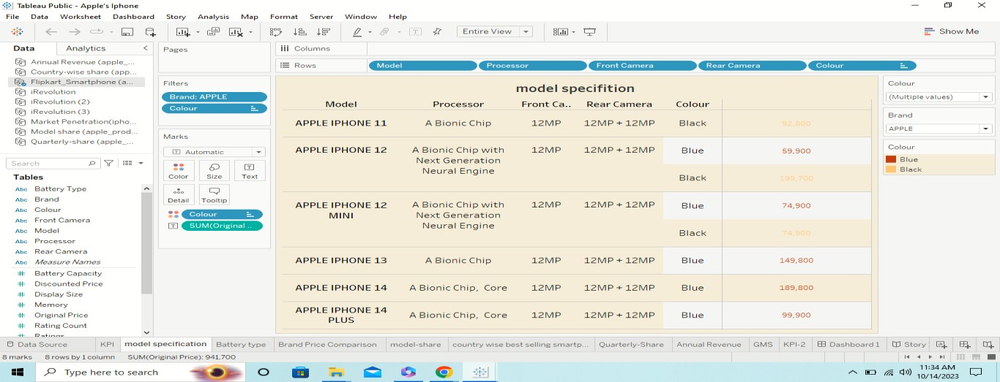 Tableau Public - Apple's Iphone
File Data Worksheet Dashboard Story Analysis Map Format Server Window Help
Entire View
Show Me
Data Analytics
Annual Revenue (apple_...
Country-wise share (app...
Flipkart_Smartphone (a...
iRevolution
iRevolution (2)
iRevolution (3)
Market Penetration(ipho...
Model share (apple_prod...
Quarterly-share (apple_...
Search
Tables
Abc Battery Type
Abc Brand
Abc Colour
Abc Front Camera
Abc Model
Abc Processor
Abc Rear Camera
Abc Measure Names
# Battery Capacity
# Discounted Price
# Display Size
# Memory
# Original Price
# Rating Count
# Ratings
Pages
Filters
Brand: APPLE
Colour
Marks
Automatic
Color Size Text
Detail Tooltip
Colour
SUM(Original ..
Columns
Rows Model Processor Front Camera Rear Camera Colour
model specifition
Model Processor Front Ca.. Rear Camera Colour
APPLE IPHONE 11 A Bionic Chip 12MP 12MP + 12MP Black 92,800
APPLE IPHONE 12 A Bionic Chip with 12MP 12MP + 12MP Blue 59,900
Next Generation
Neural Engine
Black 199,700
APPLE IPHONE 12 A Bionic Chip with 12MP 12MP + 12MP Blue 74,900
MINI Next Generation
Neural Engine
Black 74,900
APPLE IPHONE 13 A Bionic Chip 12MP 12MP + 12MP Blue 149,800
APPLE IPHONE 14 A Bionic Chip, Core 12MP 12MP + 12MP Blue 189,800
APPLE IPHONE 14 A Bionic Chip, Core 12MP 12MP + 12MP Blue 99,900
PLUS
Colour
(Multiple values)
Brand
APPLE
Colour
Blue
Black
Data Source KPI model specification Battery type Brand Price Comparison model-share country wise best selling smartp... Quarterly-Share Annual Revenue GMS KPI-2 Dashboard 1 Story
8 marks 8 rows by 1 column SUM(Original Price): 941,700
Type here to search
11:34 AM
10/14/2023